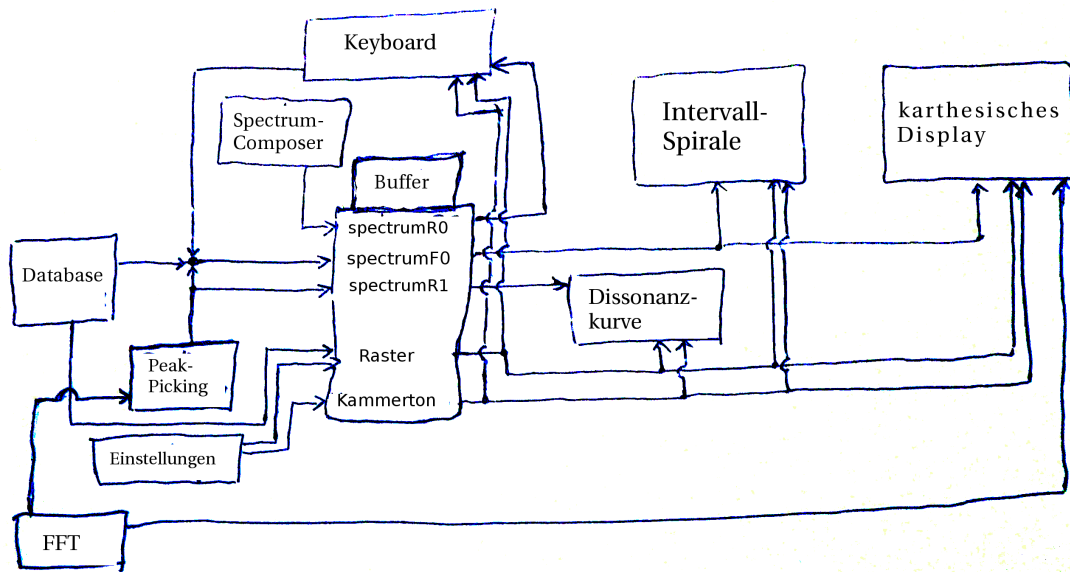 Keyboard
Spectrum-
Composer
Intervall-
Spirale
karthesisches
Display
Buffer
spectrumR0
spectrumF0
spectrumR1
Raster
Kammerton
Database
Dissonanz-
kurve
Peak-
Picking
Einstellungen
FFT